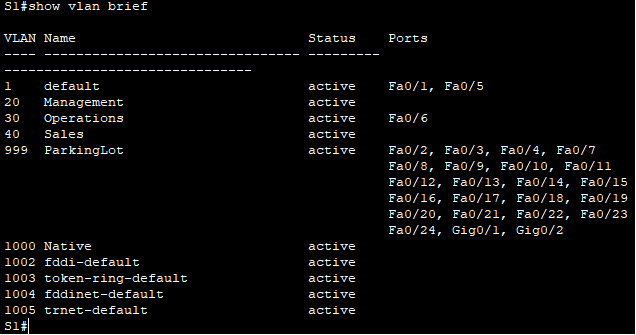 S1#show vlan brief
VLAN Name                             Status    Ports
---- -------------------------------- ---------
-------------------------------
1    default                          active    Fa0/1, Fa0/5
20   Management                       active
30   Operations                       active    Fa0/6
40   Sales                            active
999  ParkingLot                       active    Fa0/2, Fa0/3, Fa0/4, Fa0/7
                                                Fa0/8, Fa0/9, Fa0/10, Fa0/11
                                                Fa0/12, Fa0/13, Fa0/14, Fa0/15
                                                Fa0/16, Fa0/17, Fa0/18, Fa0/19
                                                Fa0/20, Fa0/21, Fa0/22, Fa0/23
                                                Fa0/24, Gig0/1, Gig0/2
1000 Native                           active
1002 fddi-default                     active
1003 token-ring-default               active
1004 fddinet-default                  active
1005 trnet-default                    active
S1#